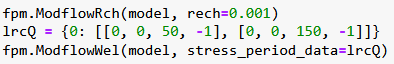 fpm.ModflowRch(model, rech=0.001)
lrcQ = {0: [[0, 0, 50, -1], [0, 0, 150, -1]]}
fpm.ModflowWel(model, stress_period_data=lrcQ)